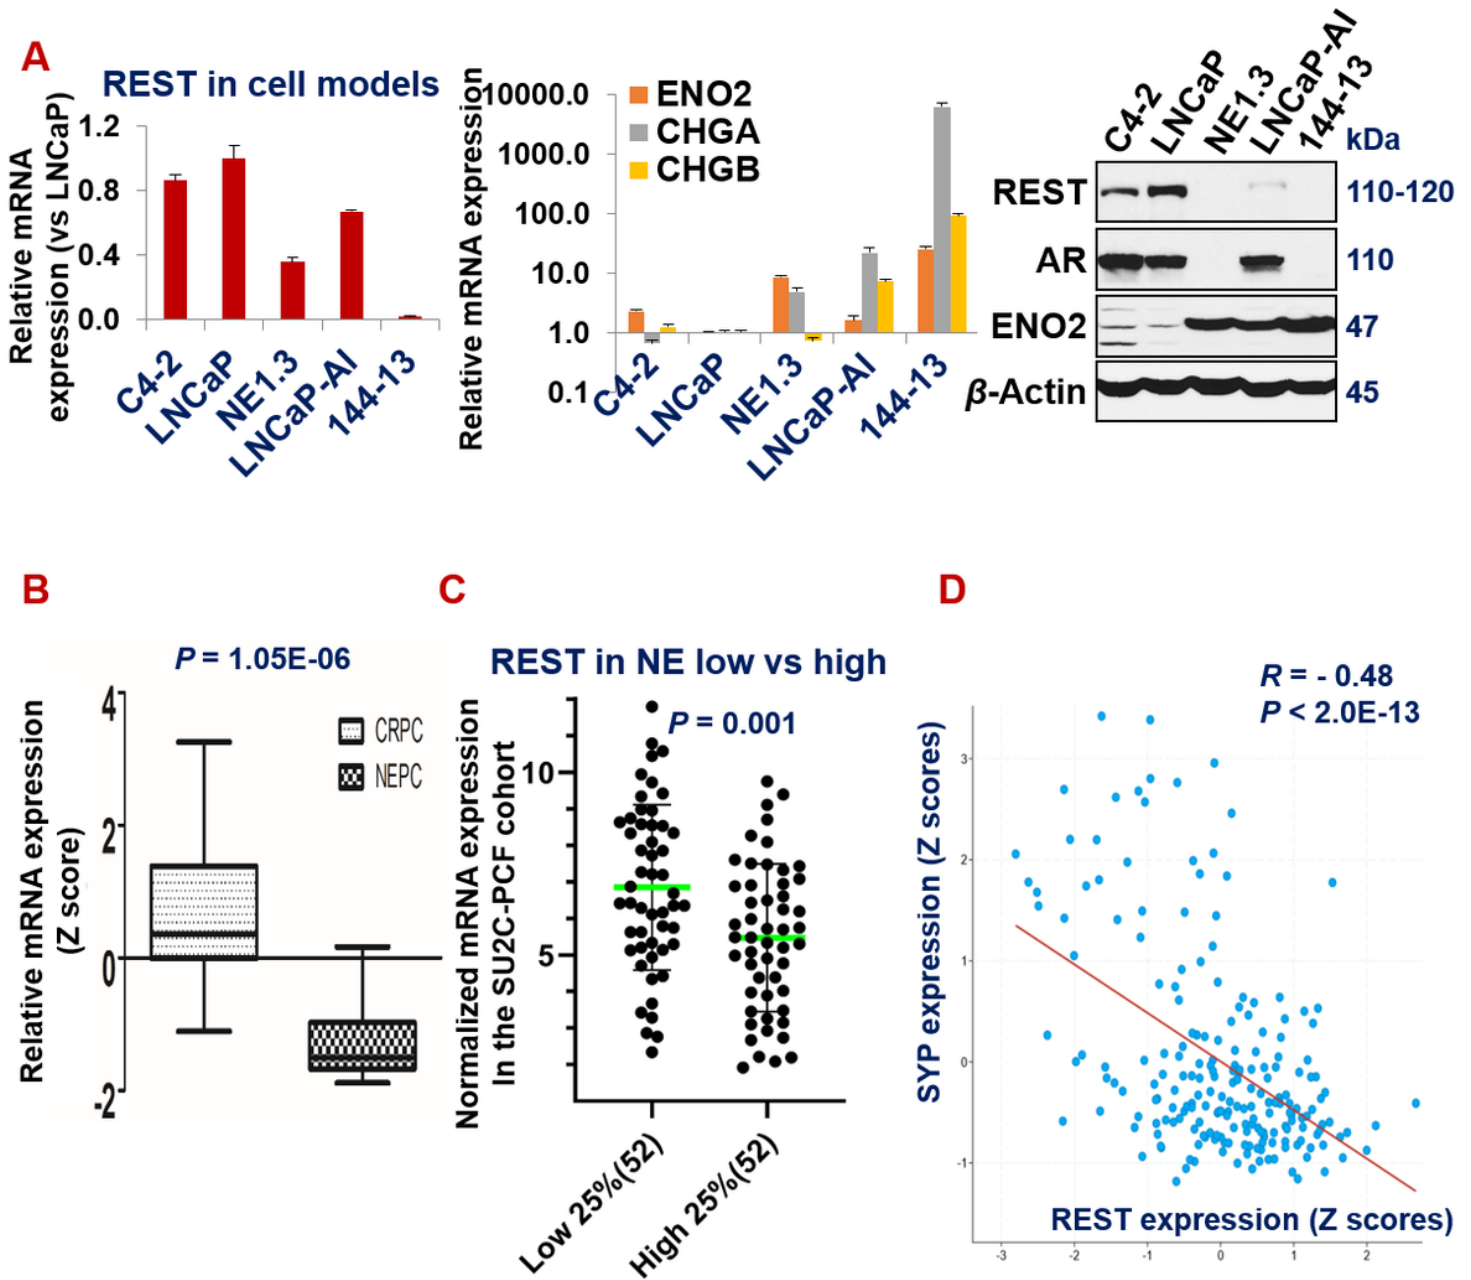 A
REST in cell models
Relative mRNA
expression (vs LNCaP)
1.2
0.8
0.4
0.0
C4-2
LNCaP
NE1.3
LNCaP-AI
144-13
Relative mRNA expression
10000.0
1000.0
100.0
10.0
1.0
0.1
ENO2
CHGA
CHGB
C4-2
LNCaP
NE1.3
LNCaP-AI
144-13
C4-2
LNCaP
NE1.3
LNCaP-AI
144-13
kDa
REST 110-120
AR 110
ENO2 47
β-Actin 45
B
P = 1.05E-06
Relative mRNA expression
(Z score)
4
2
0
-2
CRPC
NEPC
C
REST in NE low vs high
P = 0.001
Normalized mRNA expression
In the SU2C-PCF cohort
10
5
Low 25%(52)
High 25%(52)
D
R = - 0.48
P < 2.0E-13
SYP expression (Z scores)
3
2
1
0
-1
REST expression (Z scores)
-3 -2 -1 0 1 2